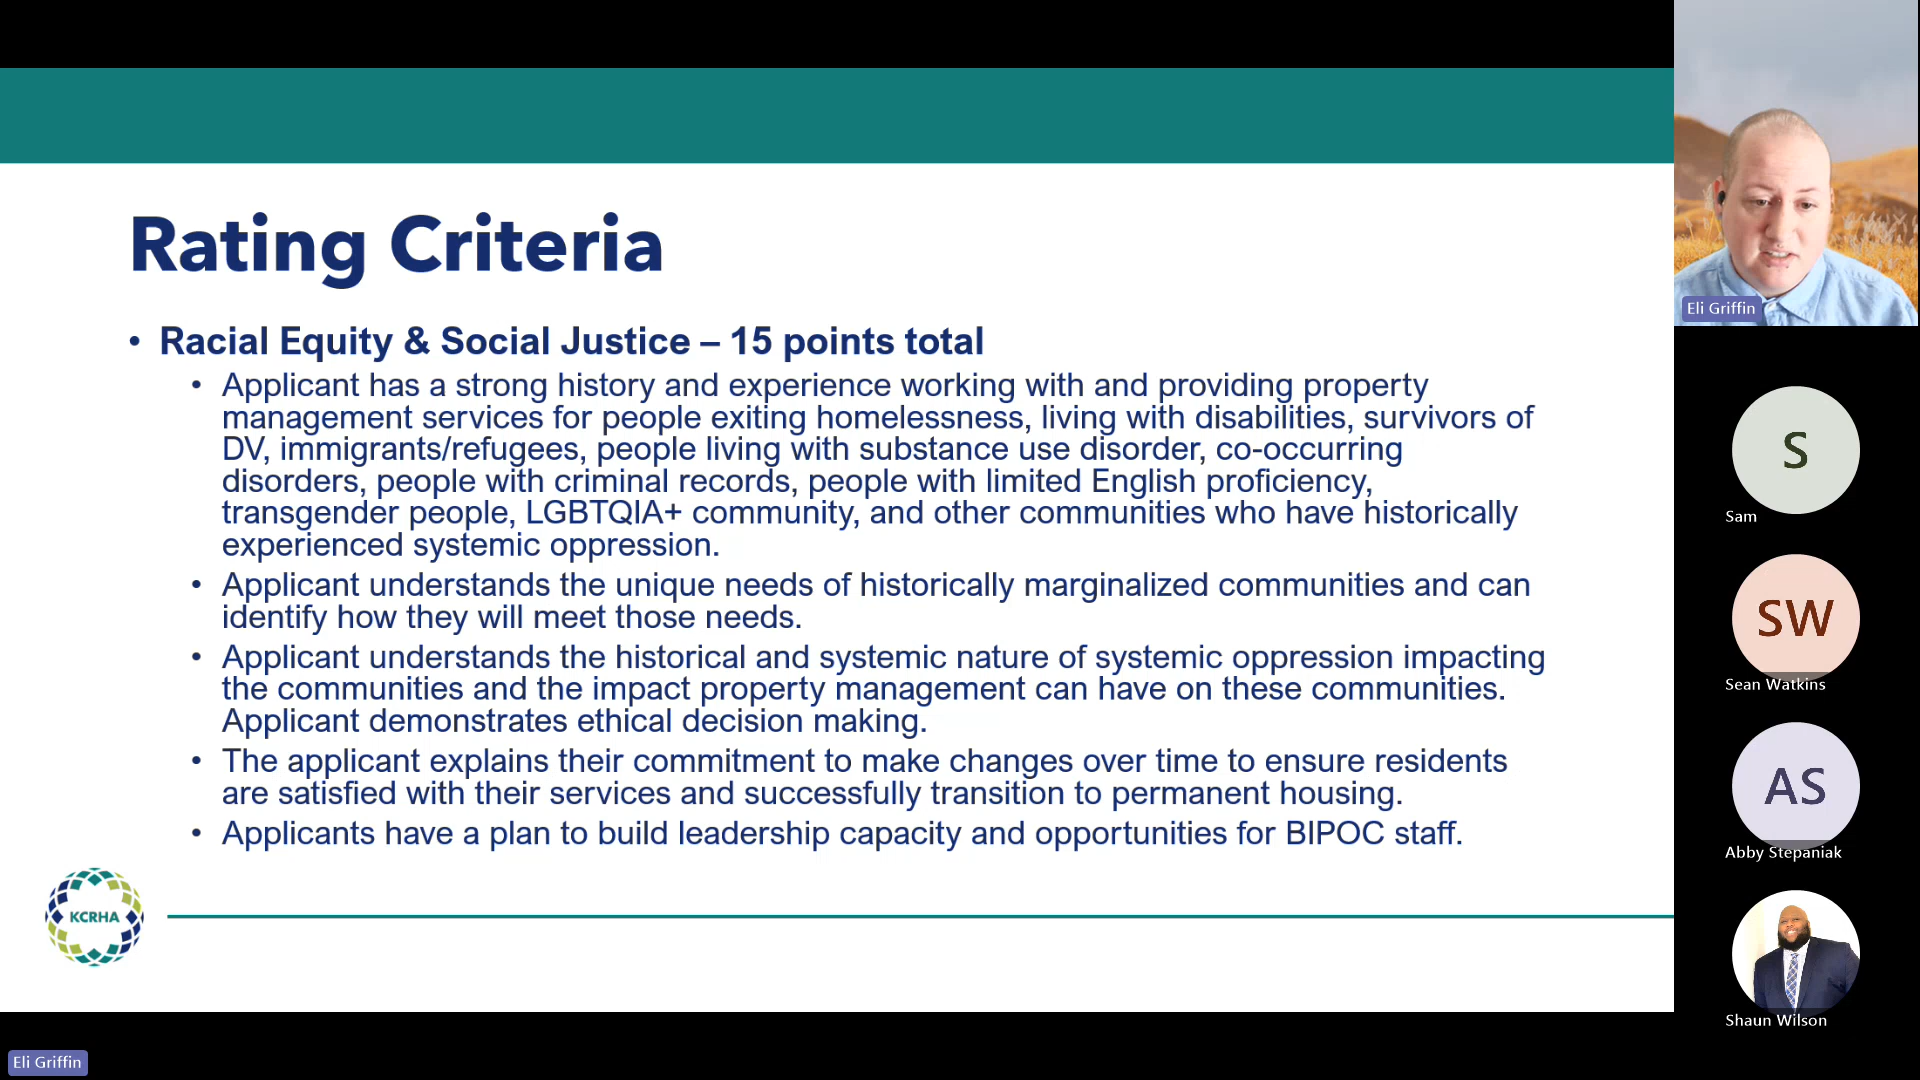 Rating Criteria
• Racial Equity & Social Justice – 15 points total
• Applicant has a strong history and experience working with and providing property
management services for people exiting homelessness, living with disabilities, survivors of
DV, immigrants/refugees, people living with substance use disorder, co-occurring
disorders, people with criminal records, people with limited English proficiency,
transgender people, LGBTQIA+ community, and other communities who have historically
experienced systemic oppression.
• Applicant understands the unique needs of historically marginalized communities and can
identify how they will meet those needs.
• Applicant understands the historical and systemic nature of systemic oppression impacting
the communities and the impact property management can have on these communities.
Applicant demonstrates ethical decision making.
• The applicant explains their commitment to make changes over time to ensure residents
are satisfied with their services and successfully transition to permanent housing.
• Applicants have a plan to build leadership capacity and opportunities for BIPOC staff.
KCRHA
Eli Griffin
Eli Griffin
S
Sam
SW
Sean Watkins
AS
Abby Stepaniak
Shaun Wilson